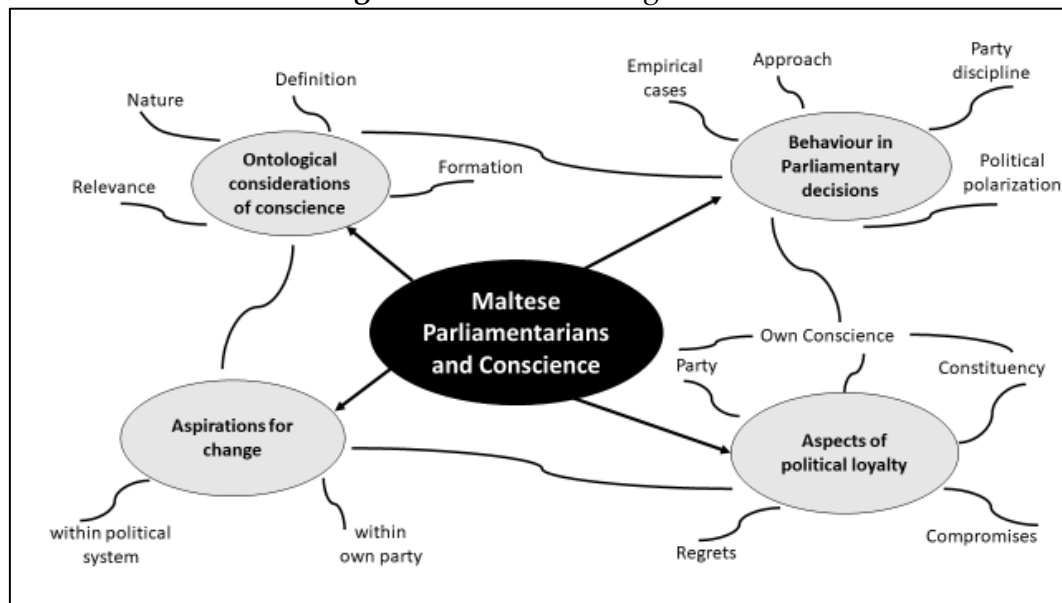 Definition
Nature
Relevance
Formation
Ontological
considerations
of conscience
Empirical
cases
Approach
Party
discipline
Political
polarization
Behaviour in
Parliamentary
decisions
Maltese
Parliamentarians
and Conscience
Own Conscience
Party
Constituency
Aspirations for
change
within political
system
within
own party
Aspects of
political loyalty
Regrets
Compromises